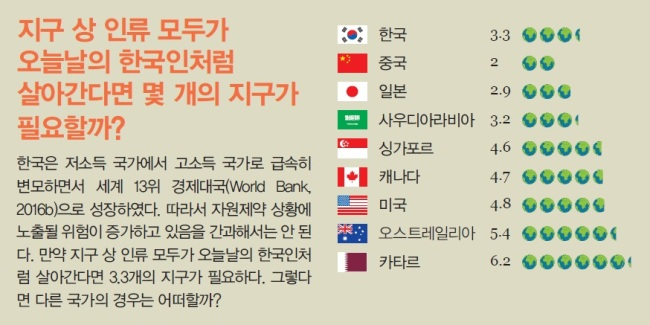 지구 상 인류 모두가
오늘날의 한국인처럼
살아간다면 몇 개의 지구가
필요할까?
한국은 저소득 국가에서 고소득 국가로 급속히
변모하면서 세계 13위 경제대국(World Bank,
2016b)으로 성장하였다. 따라서 자원제약 상황에
노출될 위험이 증가하고 있음을 간과해서는 안 된
다. 만약 지구 상 인류 모두가 오늘날의 한국인처
럼 살아간다면 3.3개의 지구가 필요하다. 그렇다
면 다른 국가의 경우는 어떠할까?
한국 3.3
중국 2
일본 2.9
사우디아라비아 3.2
싱가포르 4.6
캐나다 4.7
미국 4.8
오스트레일리아 5.4
카타르 6.2